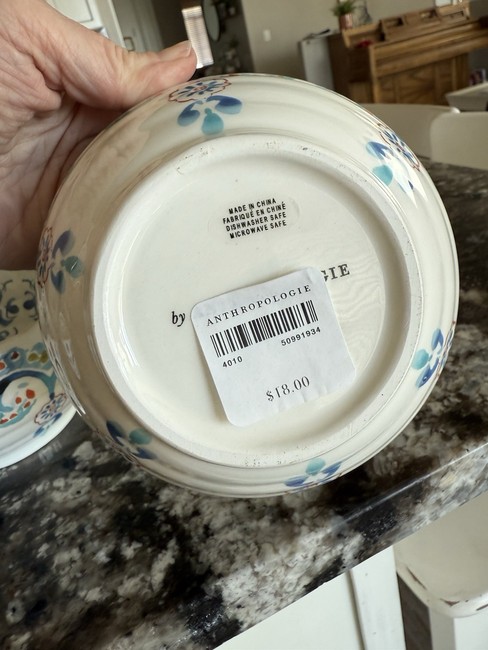 MADE IN CHINA
FABRIQUÉ EN CHINE
DISHWASHER SAFE
MICROWAVE SAFE
by GIE
ANTHROPOLOGIE
4010 50991934
$18.00